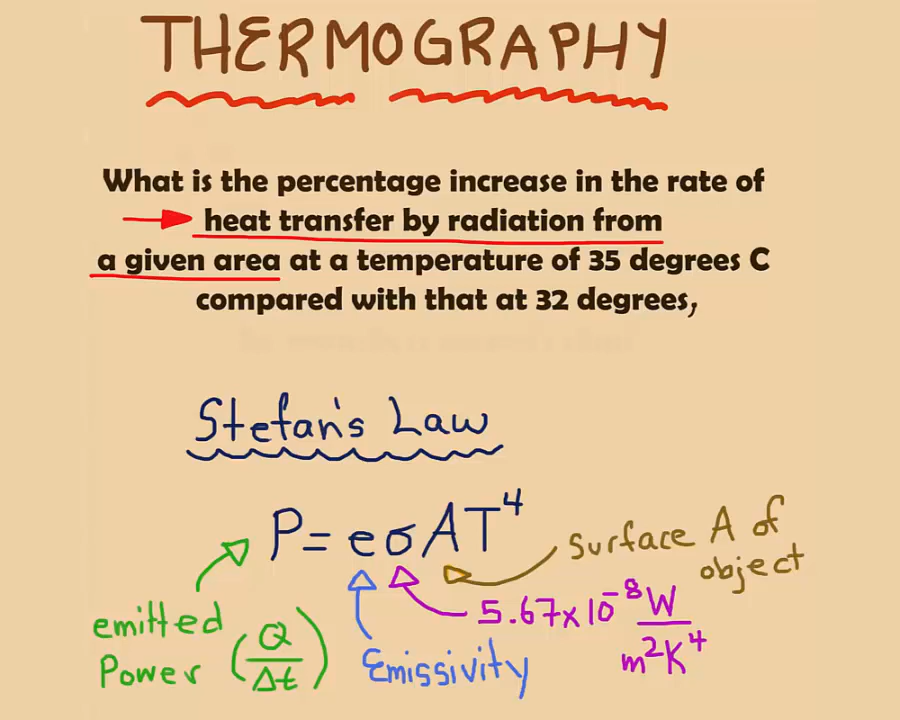 THERMOGRAPHY
What is the percentage increase in the rate of
heat transfer by radiation from
a given area at a temperature of 35 degrees C
compared with that at 32 degrees,
Stefan's Law
P = eσAT⁴
surface A of
object
5.67x10⁻⁸ W/m²K⁴
emitted
Power (Q/Δt)
Emissivity